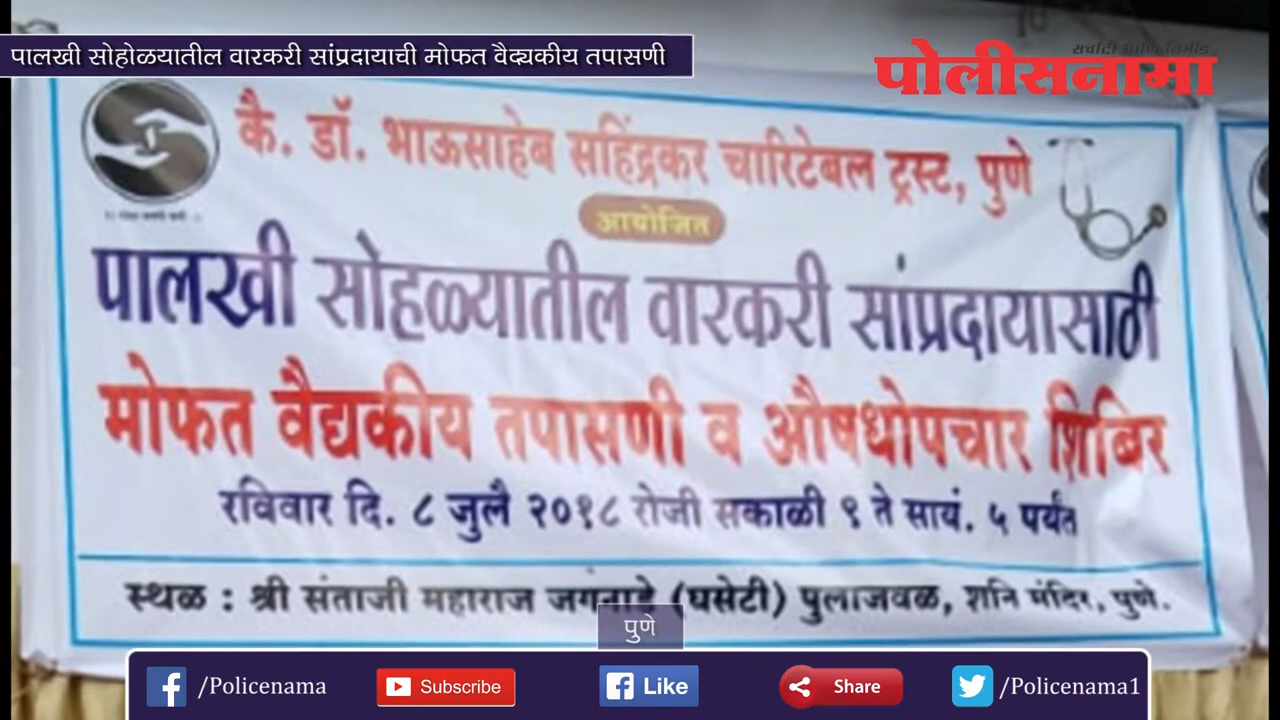 पालखी सोहोळयातील वारकरी सांप्रदायाची मोफत वैद्यकीय तपासणी
पोलीसनामा
कै. डॉ. भाऊसाहेब सहिंद्रकर चारिटेबल ट्रस्ट, पुणे
आयोजित
पालखी सोहळ्यातील वारकरी सांप्रदायासाठी
मोफत वैद्यकीय तपासणी व औषधोपचार शिबिर
रविवार दि. ८ जुलै २०१८ रोजी सकाळी ९ ते सायं. ५ पर्यंत
स्थळ : श्री संताजी महाराज जगनाडे (घसेटी) पुलाजवळ, शनि मंदिर, पुणे.
पुणे
/Policenama Subscribe Like Share /Policenama1